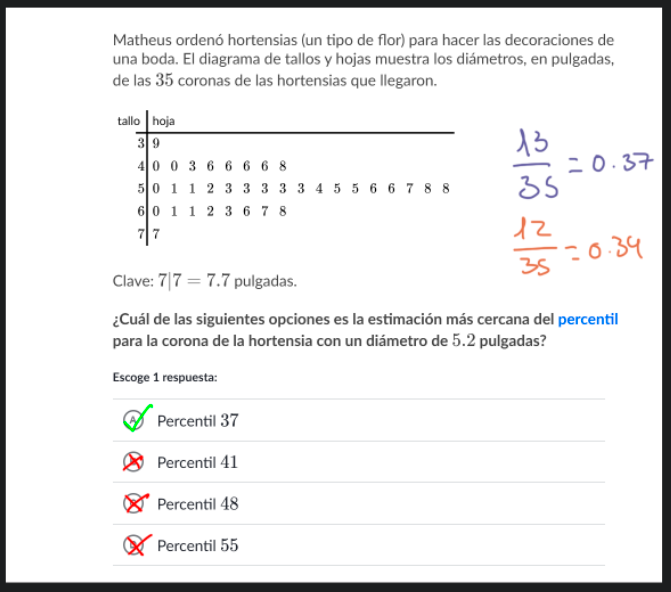 Matheus ordenó hortensias (un tipo de flor) para hacer las decoraciones de
una boda. El diagrama de tallos y hojas muestra los diámetros, en pulgadas,
de las 35 coronas de las hortensias que llegaron.
tallo hoja
3 9
4 0 0 3 6 6 6 6 8
5 0 1 1 2 3 3 3 3 3 4 5 5 6 6 7 8 8
6 0 1 1 2 3 6 7 8
7 7
13/35 = 0.37
12/35 = 0.34
Clave: 7|7 = 7.7 pulgadas.
¿Cuál de las siguientes opciones es la estimación más cercana del percentil
para la corona de la hortensia con un diámetro de 5.2 pulgadas?
Escoge 1 respuesta:
A Percentil 37
Percentil 41
Percentil 48
Percentil 55